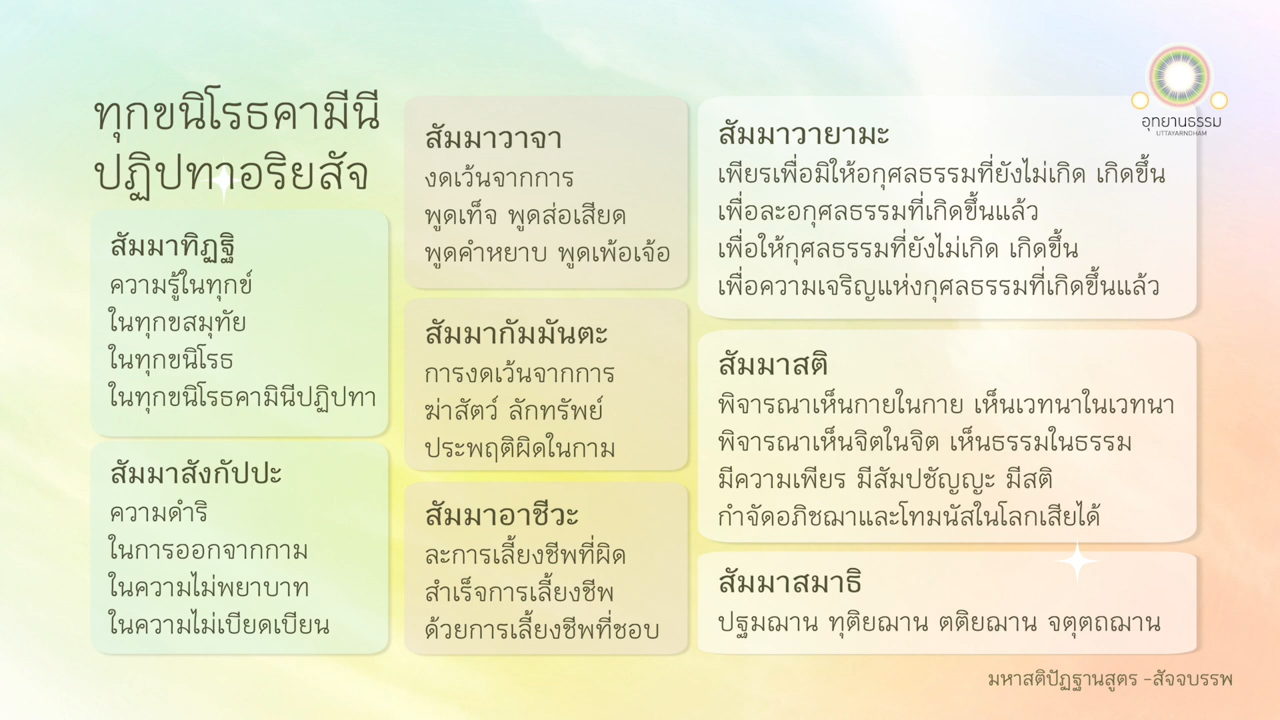 ทุกขนิโรธคามีนี
ปฏิปทาอริยสัจ
สัมมาทิฏฐิ
ความรู้ในทุกข์
ในทุกขสมุทัย
ในทุกขนิโรธ
ในทุกขนิโรธคามินีปฏิปทา
สัมมาสังกัปปะ
ความดำริ
ในการออกจากกาม
ในความไม่พยาบาท
ในความไม่เบียดเบียน
สัมมาวาจา
งดเว้นจากการ
พูดเท็จ พูดส่อเสียด
พูดคำหยาบ พูดเพ้อเจ้อ
สัมมากัมมันตะ
การงดเว้นจากการ
ฆ่าสัตว์ ลักทรัพย์
ประพฤติผิดในกาม
สัมมาอาชีวะ
ละการเลี้ยงชีพที่ผิด
สำเร็จการเลี้ยงชีพ
ด้วยการเลี้ยงชีพที่ชอบ
อุทยานธรรม
UTTAYARNDHAM
สัมมาวายามะ
เพียรเพื่อมิให้อกุศลธรรมที่ยังไม่เกิด เกิดขึ้น
เพื่อละอกุศลธรรมที่เกิดขึ้นแล้ว
เพื่อให้กุศลธรรมที่ยังไม่เกิด เกิดขึ้น
เพื่อความเจริญแห่งกุศลธรรมที่เกิดขึ้นแล้ว
สัมมาสติ
พิจารณาเห็นกายในกาย เห็นเวทนาในเวทนา
พิจารณาเห็นจิตในจิต เห็นธรรมในธรรม
มีความเพียร มีสัมปชัญญะ มีสติ
กำจัดอภิชฌาและโทมนัสในโลกเสียได้
สัมมาสมาธิ
ปฐมฌาน ทุติยฌาน ตติยฌาน จตุตถฌาน
มหาสติปัฏฐานสูตร -สัจจบรรพ